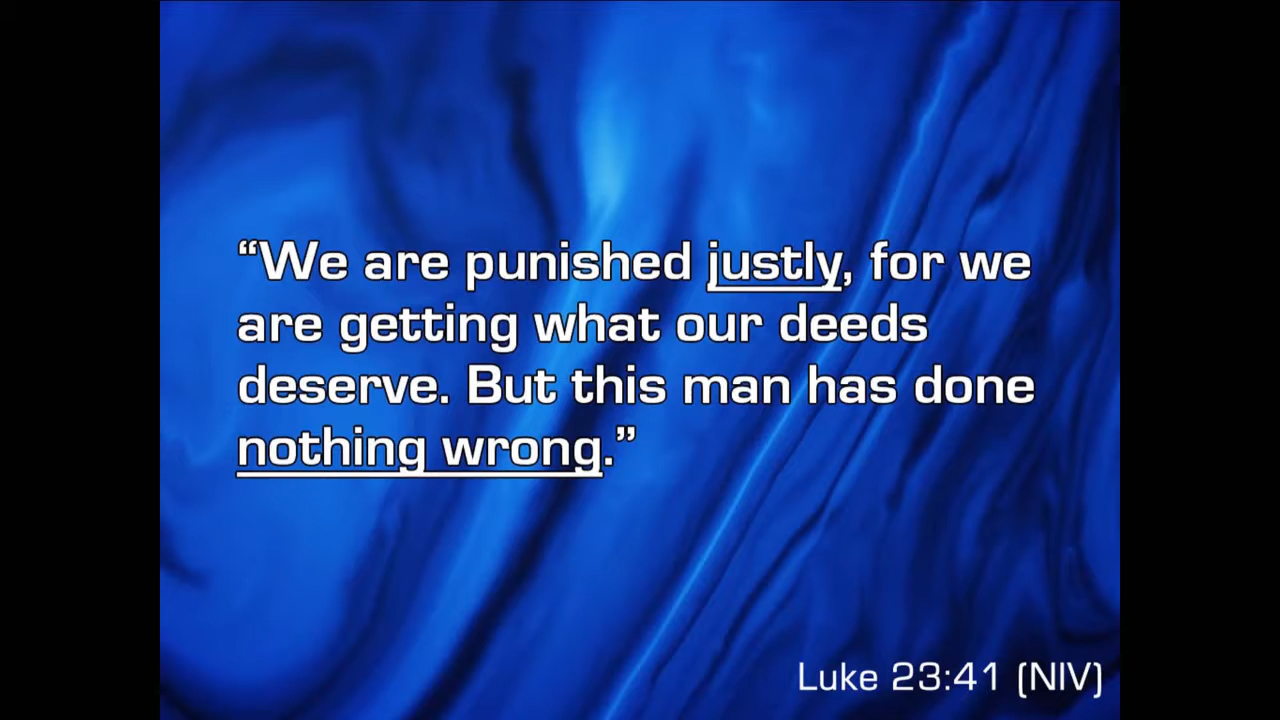 “We are punished justly, for we
are getting what our deeds
deserve. But this man has done
nothing wrong.”
Luke 23:41 (NIV)